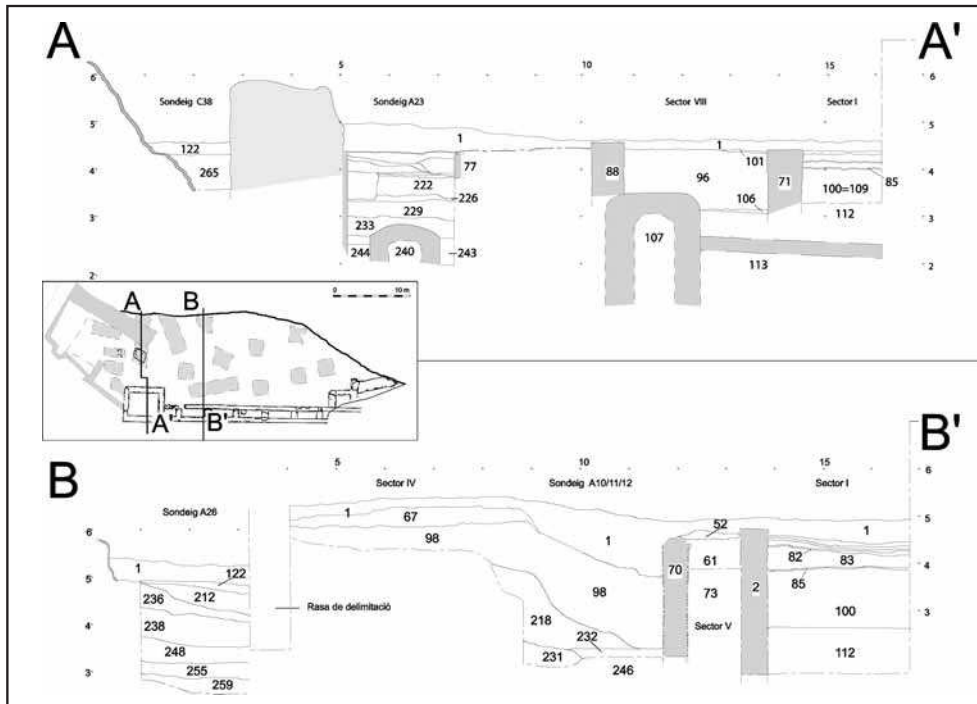 A A'
5 10 15
6 6
Sondeig C38 Sondeig A23 Sector VIII Sector I
5 5
1 1
122 101
4 77 88 96 71 85 4
265 222 100=109
226 106 112
3 229 3
233
244 240 243 107 113
2 2
0 10 m
A B
A' B'
B B'
5 10 15
6 6
Sector IV Sondeig A10/11/12 Sector I
Sondeig A26
6
1 67 52 1 5
1 98 1 61 82 83
5 122 70 4
236 212 98 73 2 85
Rasa de delimitació
4 238 218 Sector V 100 3
248 232
3 255 231 246 112
259